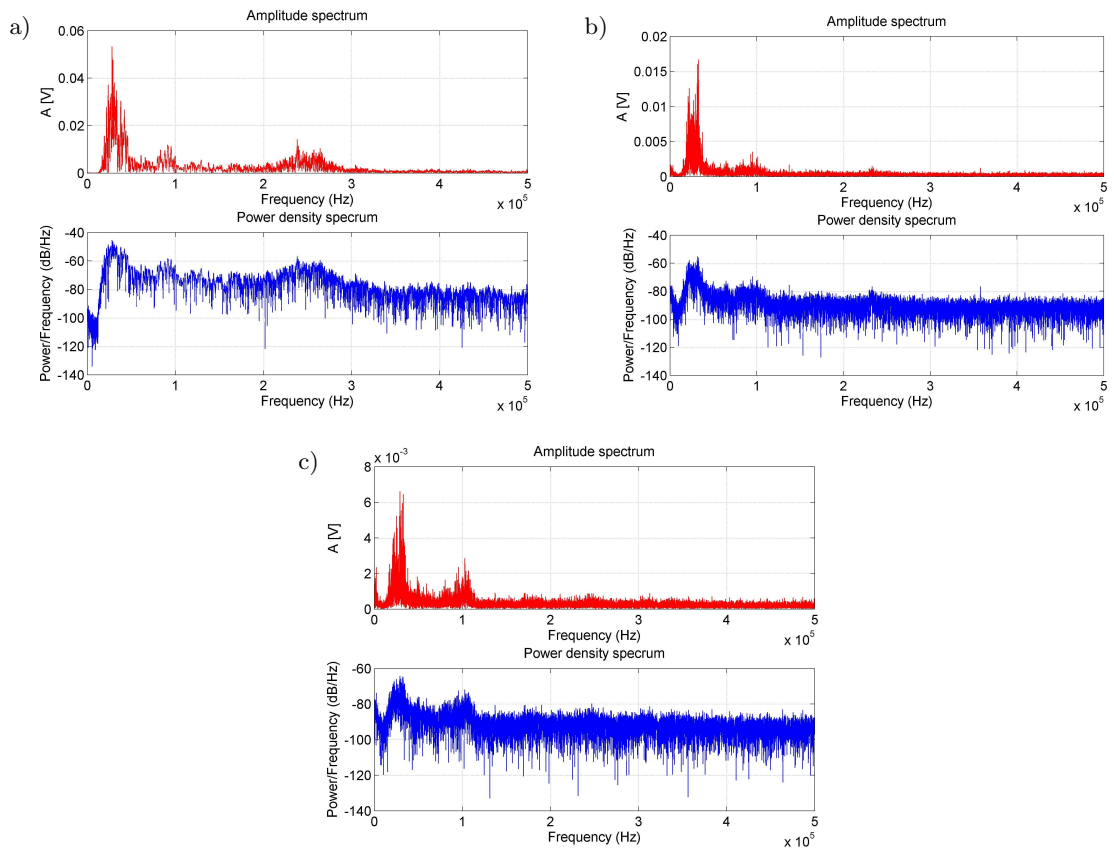 a)
Amplitude spectrum
0.06
0.04
0.02
0
A [V]
0 1 2 3 4 5
Frequency (Hz)
x 10^5
Power density specrum
-40
-60
-80
-100
-120
-140
Power/Frequency (dB/Hz)
0 1 2 3 4 5
Frequency (Hz)
x 10^5
b)
Amplitude spectrum
0.02
0.015
0.01
0.005
0
A [V]
0 1 2 3 4 5
Frequency (Hz)
x 10^5
Power density specrum
-40
-60
-80
-100
-120
-140
Power/Frequency (dB/Hz)
0 1 2 3 4 5
Frequency (Hz)
x 10^5
c)
x 10^-3
Amplitude spectrum
8
6
4
2
0
A [V]
0 1 2 3 4 5
Frequency (Hz)
x 10^5
Power density specrum
-60
-80
-100
-120
-140
Power/Frequency (dB/Hz)
0 1 2 3 4 5
Frequency (Hz)
x 10^5